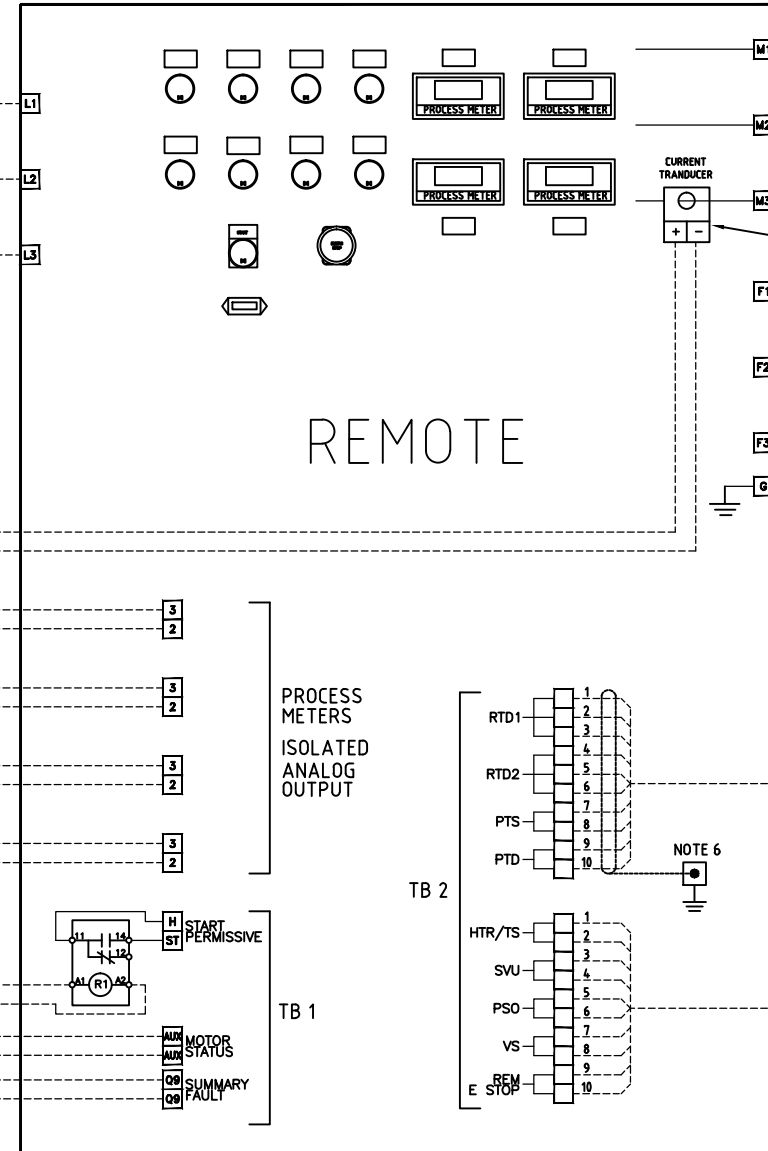 M1
L1
PROCESS METER
PROCESS METER
M2
L2
CURRENT
TRANDUCER
PROCESS METER
PROCESS METER
M3
+ −
L3
F1
F2
REMOTE
F3
G
3
2
3
2
3
2
3
2
PROCESS
METERS
ISOLATED
ANALOG
OUTPUT
H
ST
START
PERMISSIVE
11
14
12
A1
R1
A2
TB 1
AUX
AUX
MOTOR
STATUS
Q9
Q9
SUMMARY
FAULT
TB 2
RTD1
RTD2
PTS
PTD
1
2
3
4
5
6
7
8
9
10
NOTE 6
HTR/TS
SVU
PSO
VS
REM
E STOP
1
2
3
4
5
6
7
8
9
10